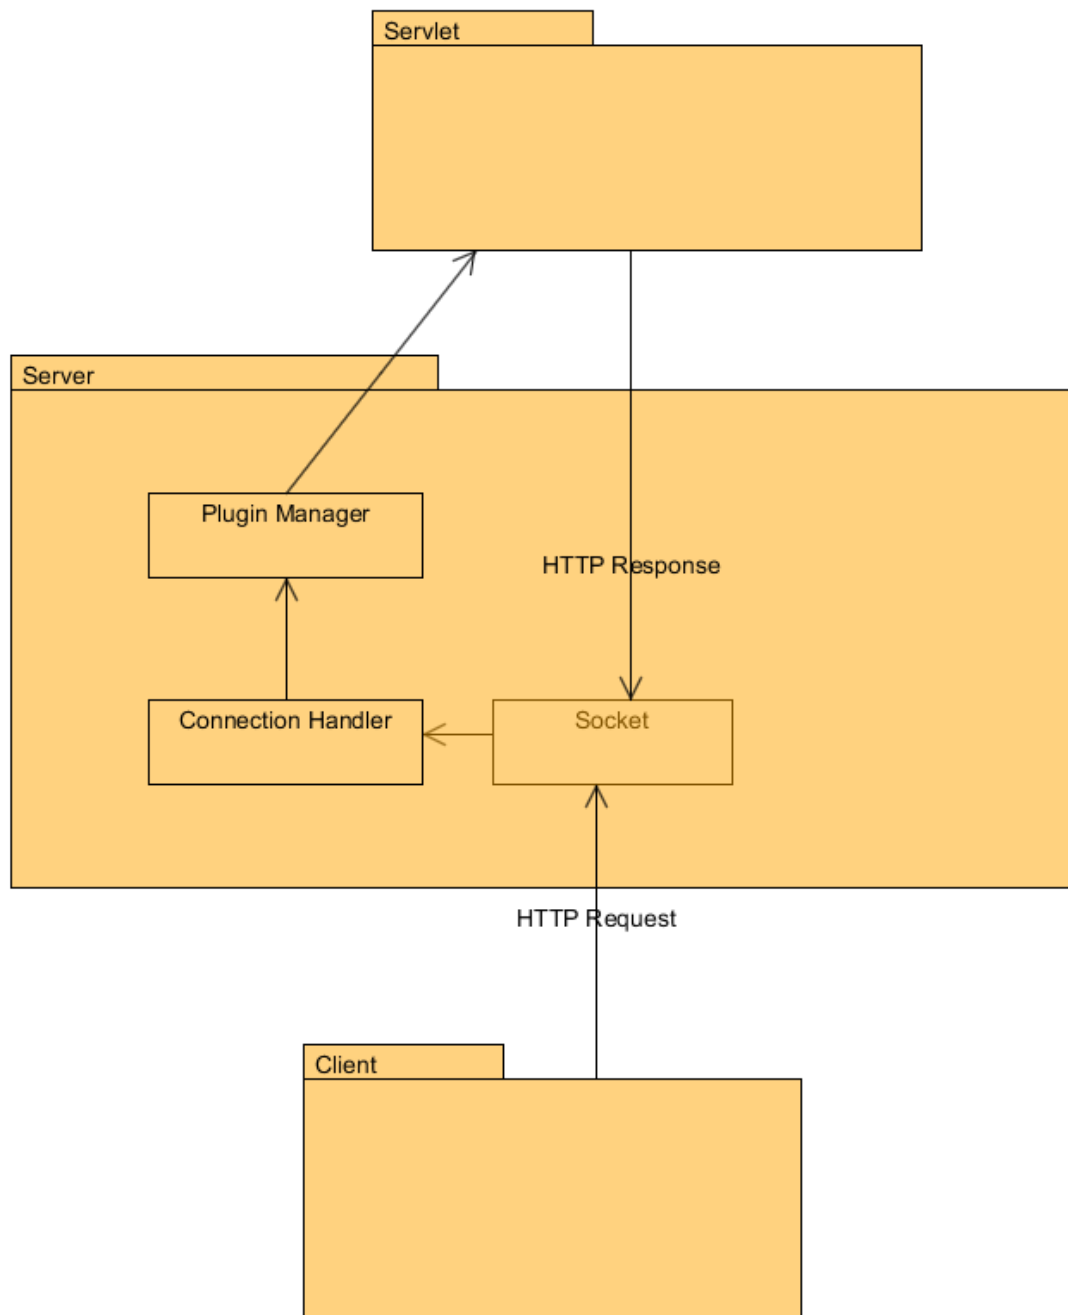 Servlet
Server
Plugin Manager
HTTP Response
Connection Handler
Socket
HTTP Request
Client